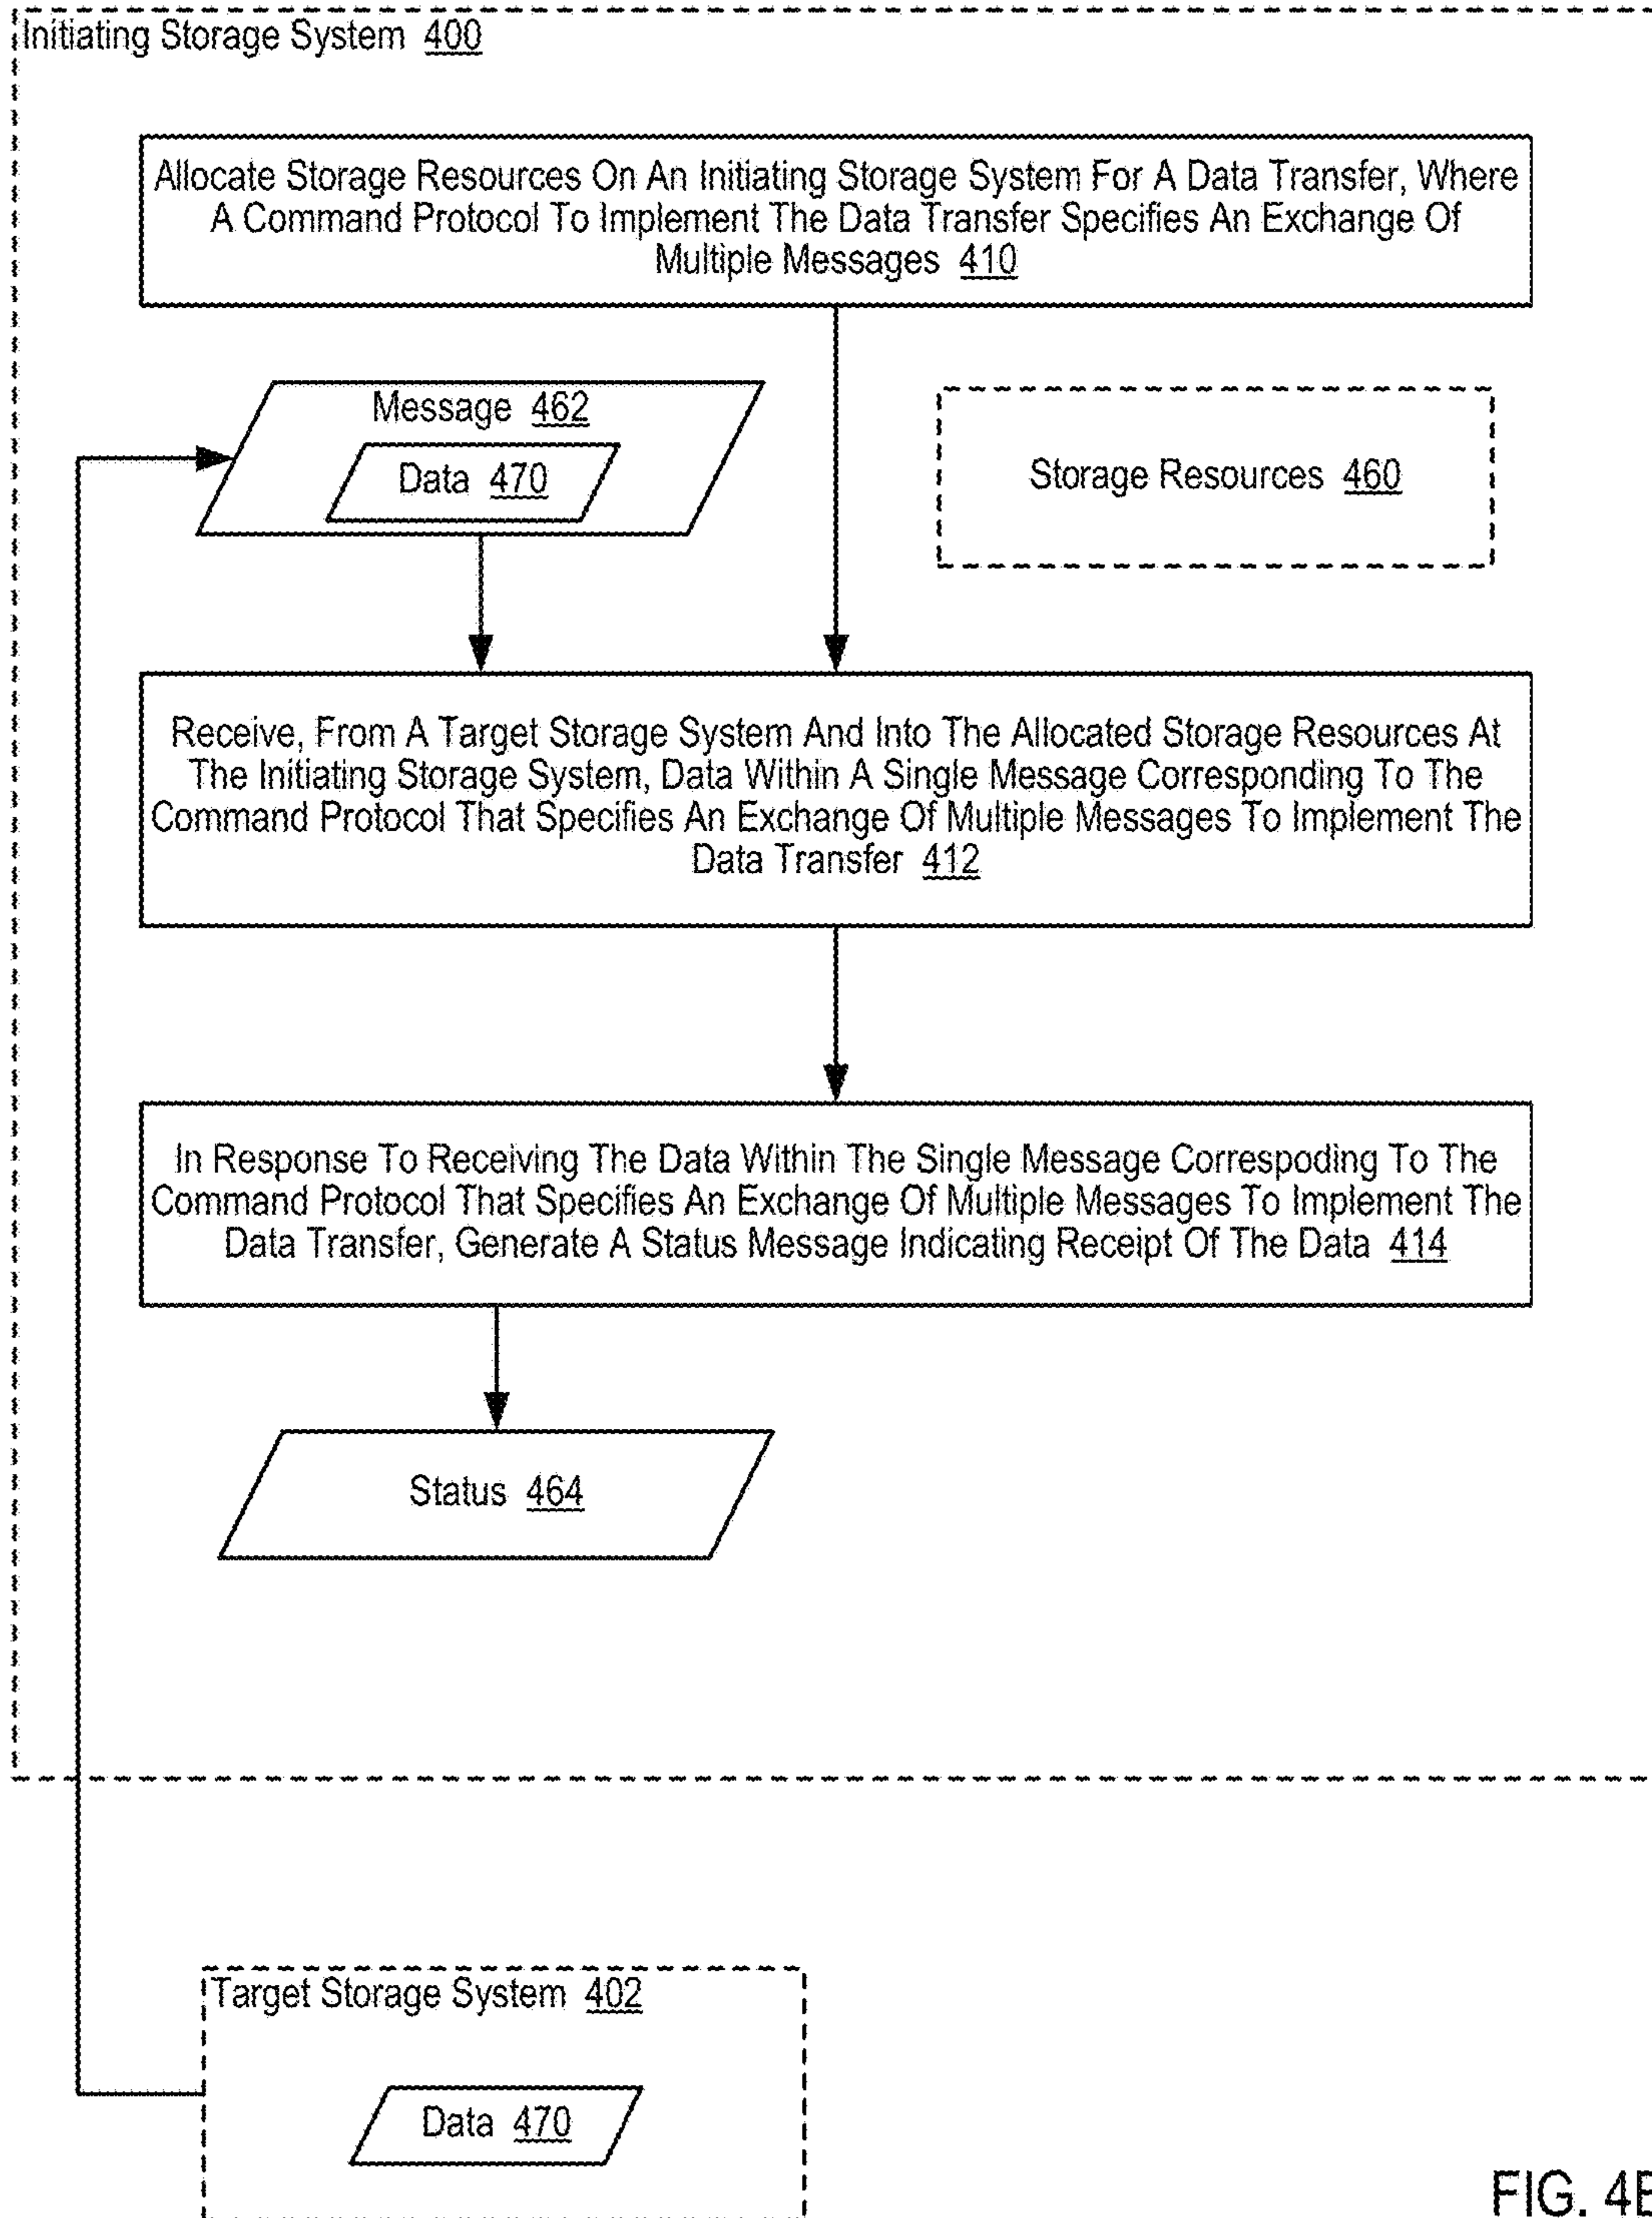 Initiating Storage System 400
Allocate Storage Resources On An Initiating Storage System For A Data Transfer, Where
A Command Protocol To Implement The Data Transfer Specifies An Exchange Of
Multiple Messages 410
Message 462
Data 470
Storage Resources 460
Receive, From A Target Storage System And Into The Allocated Storage Resources At
The Initiating Storage System, Data Within A Single Message Corresponding To The
Command Protocol That Specifies An Exchange Of Multiple Messages To Implement The
Data Transfer 412
In Response To Receiving The Data Within The Single Message Correspoding To The
Command Protocol That Specifies An Exchange Of Multiple Messages To Implement The
Data Transfer, Generate A Status Message Indicating Receipt Of The Data 414
Status 464
Target Storage System 402
Data 470
FIG. 4B